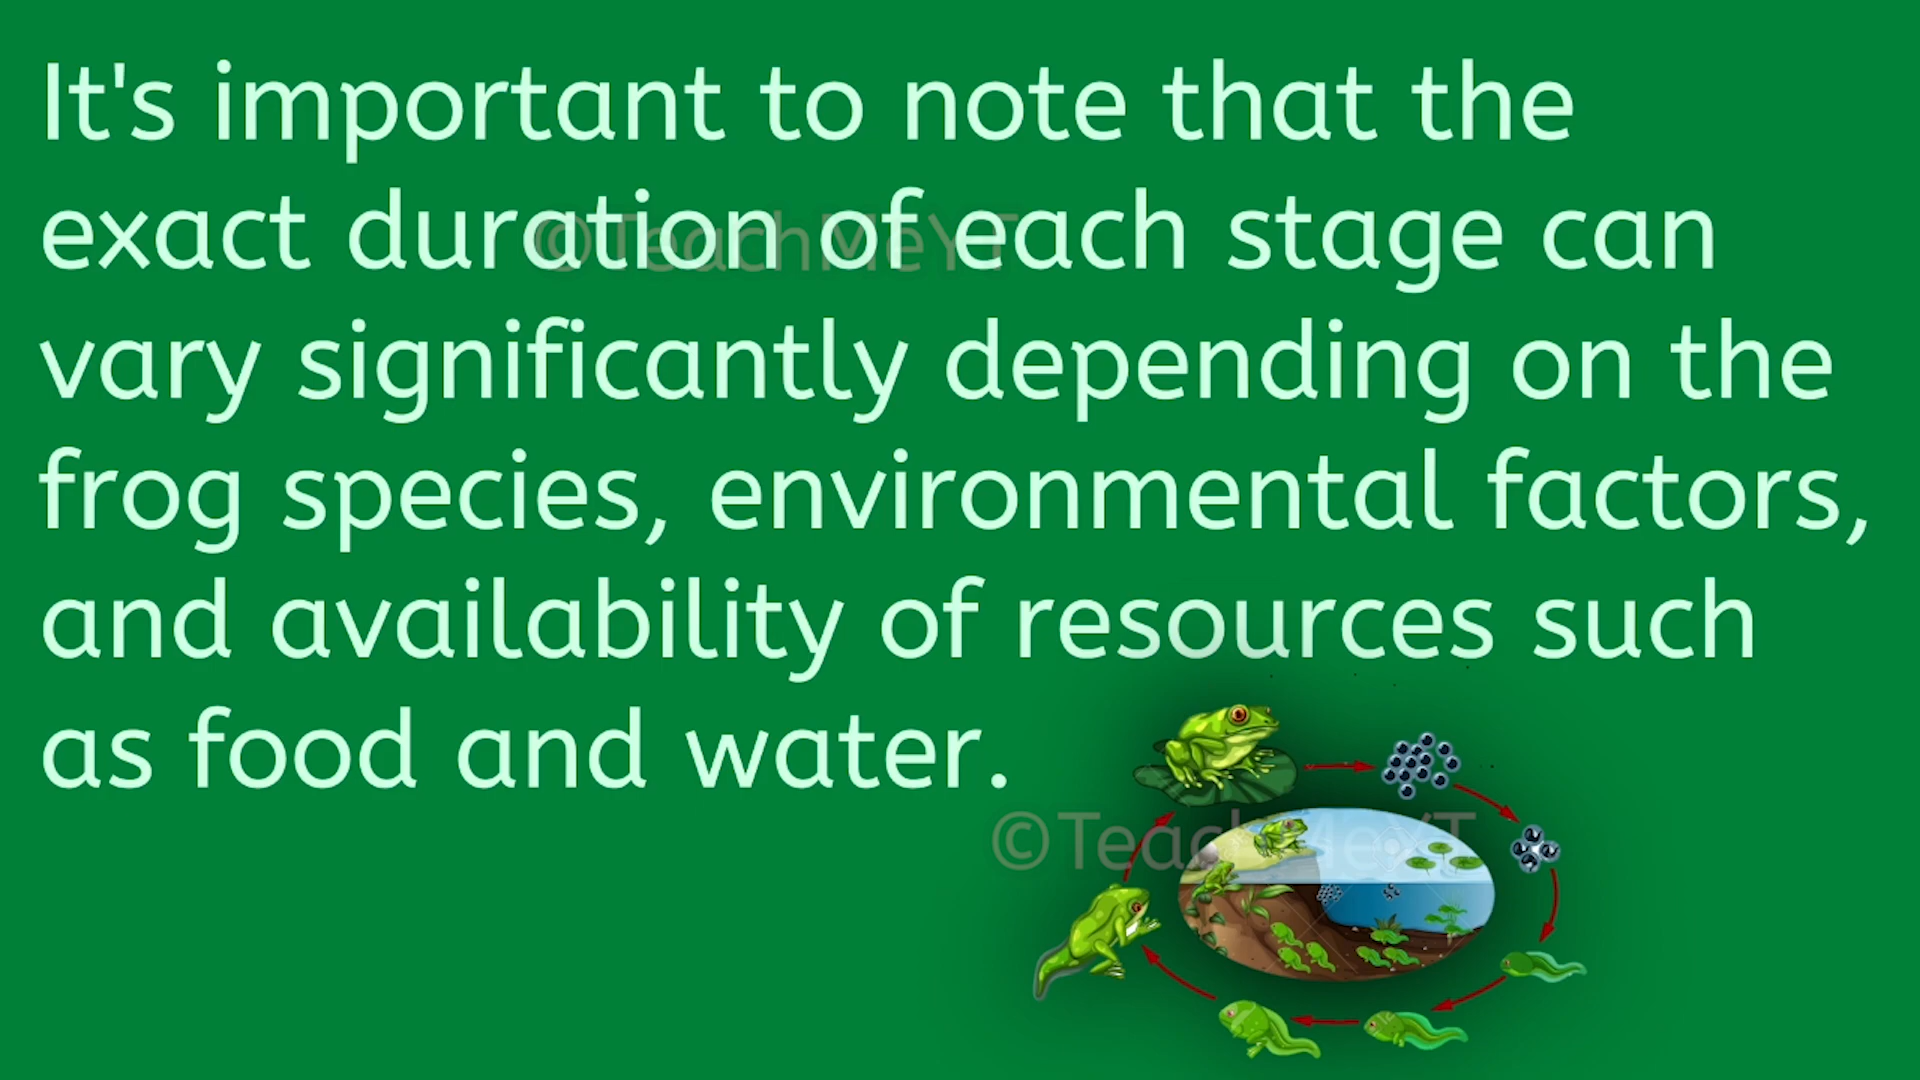 It's important to note that the
exact duration of each stage can
vary significantly depending on the
frog species, environmental factors,
and availability of resources such
as food and water.
©TeachMeYT
©TeachMeYT